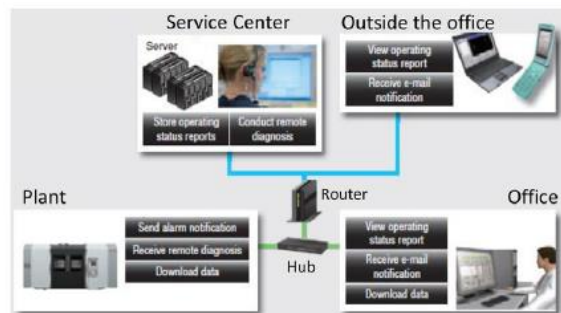 Service Center
Server
Store operating
status reports
Conduct remote
diagnosis
Outside the office
View operating
status report
Receive e-mail
notification
Router
Plant
Send alarm notification
Receive remote diagnosis
Download data
Hub
Office
View operating
status report
Receive e-mail
notification
Download data